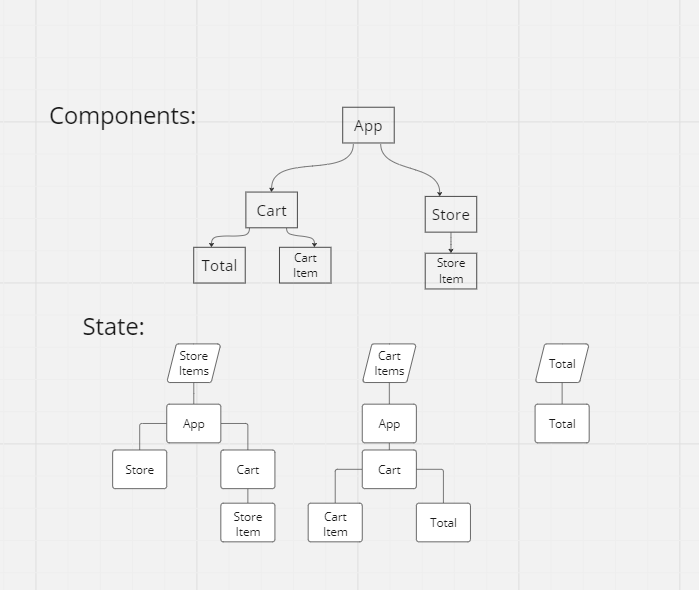 Components:
App
Cart
Store
Total
Cart
Item
Store
Item
State:
Store
Items
Cart
Items
Total
App
App
Total
Store
Cart
Cart
Store
Item
Cart
Item
Total